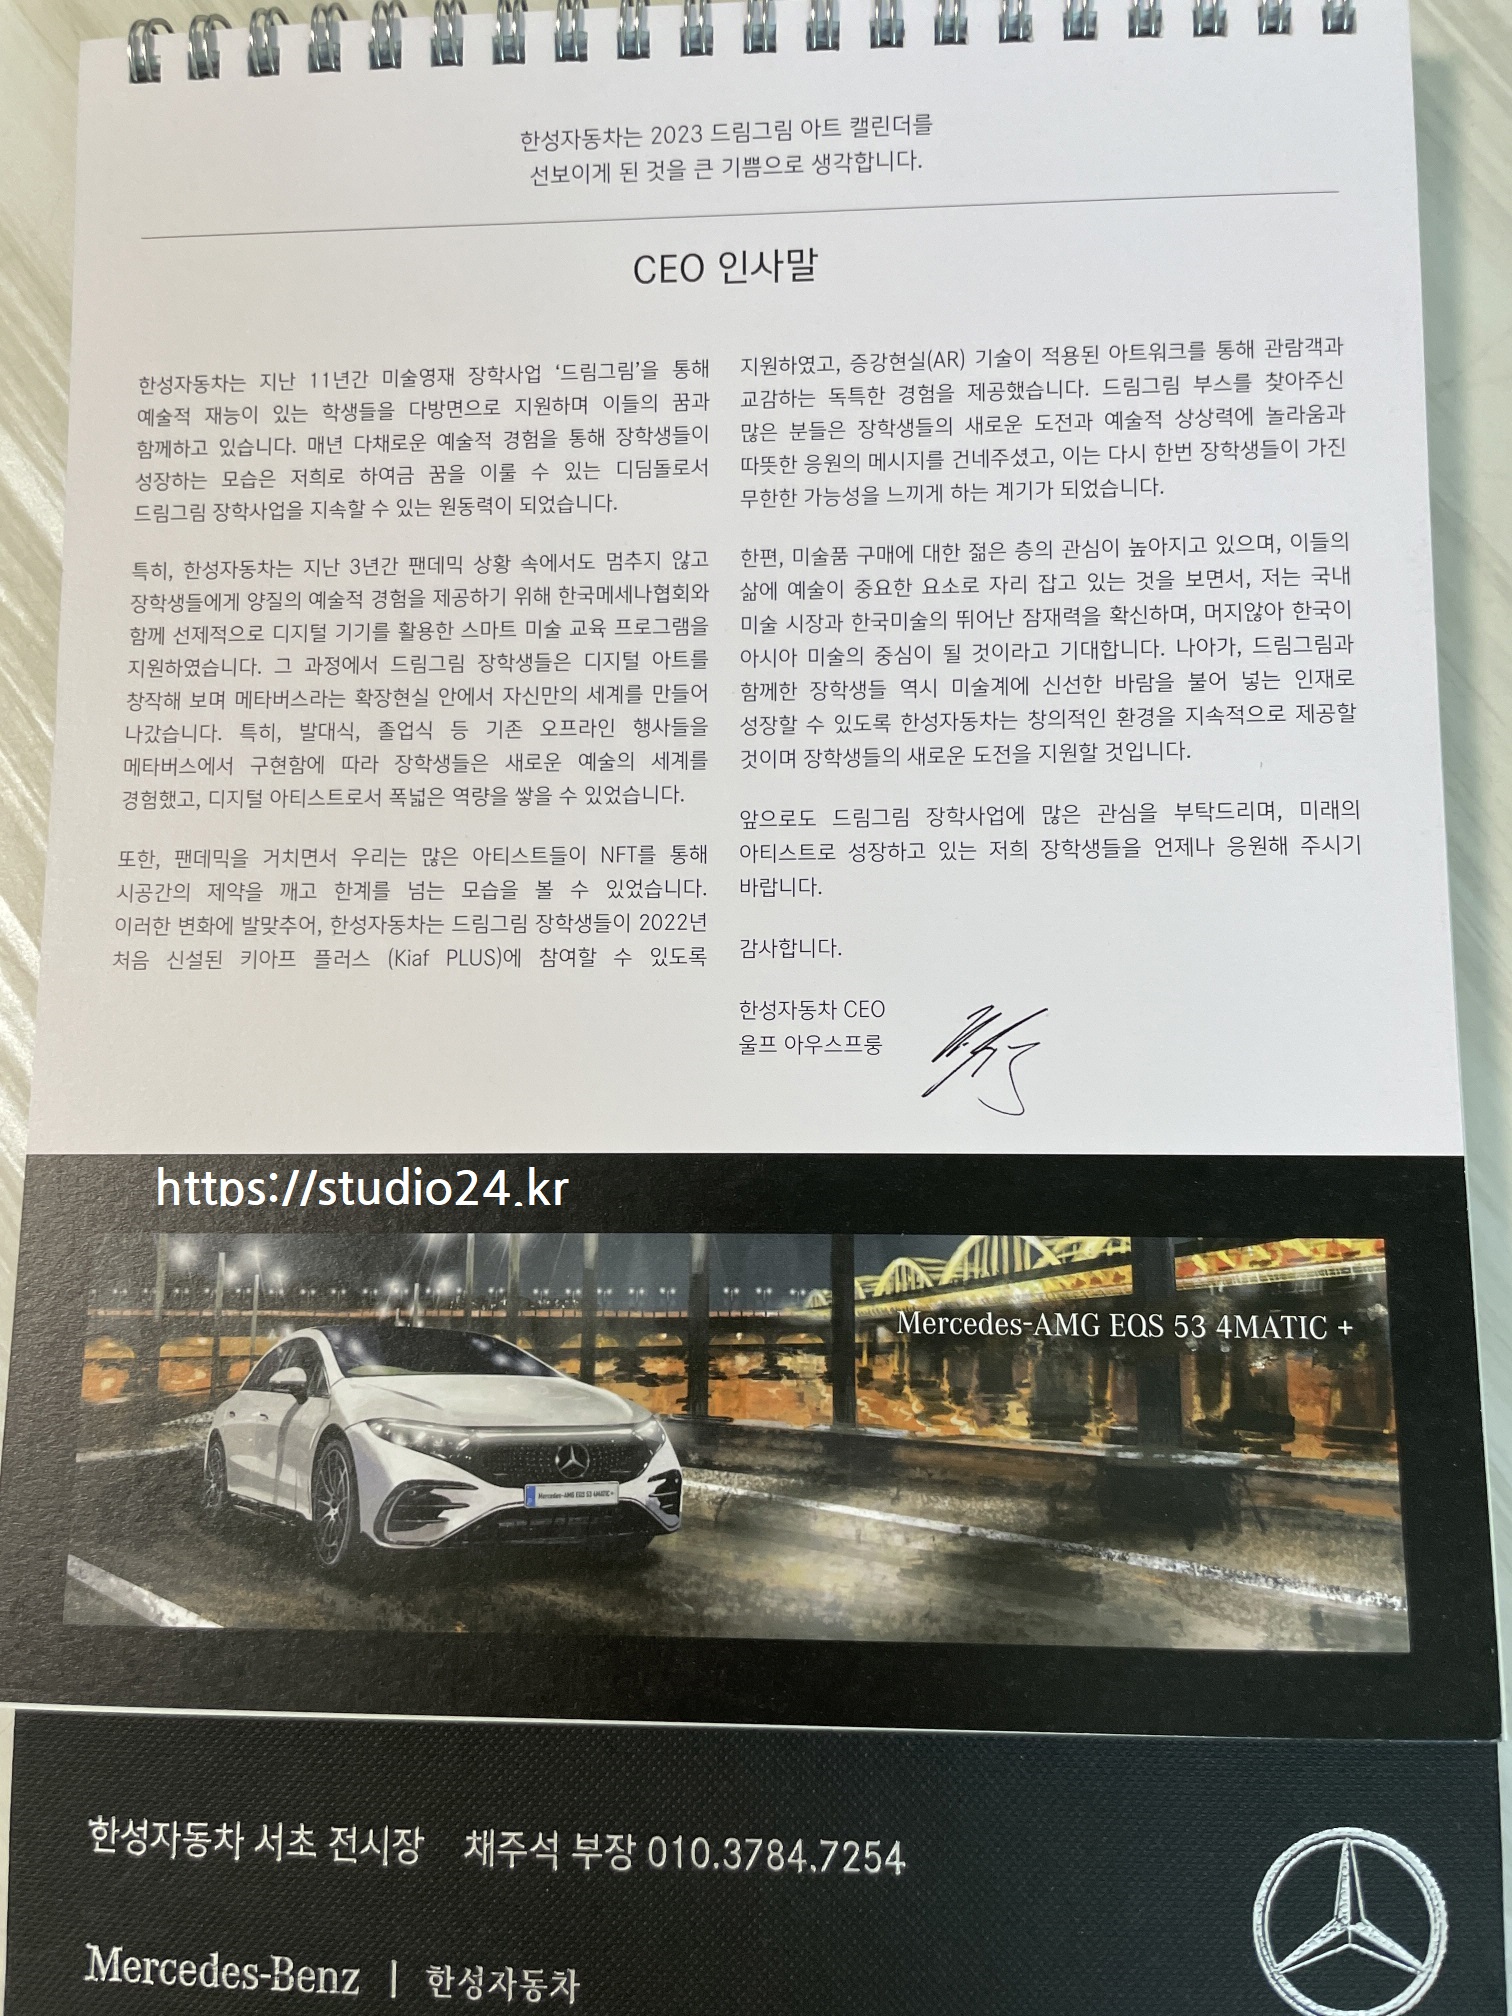 한성자동차는 2023 드림그림 아트 캘린더를
선보이게 된 것을 큰 기쁨으로 생각합니다.
CEO 인사말
한성자동차는 지난 11년간 미술영재 장학사업 ‘드림그림’을 통해
예술적 재능이 있는 학생들을 다방면으로 지원하며 이들의 꿈과
함께하고 있습니다. 매년 다채로운 예술적 경험을 통해 장학생들이
성장하는 모습은 저희로 하여금 꿈을 이룰 수 있는 디딤돌로서
드림그림 장학사업을 지속할 수 있는 원동력이 되었습니다.
특히, 한성자동차는 지난 3년간 팬데믹 상황 속에서도 멈추지 않고
장학생들에게 양질의 예술적 경험을 제공하기 위해 한국메세나협회와
함께 선제적으로 디지털 기기를 활용한 스마트 미술 교육 프로그램을
지원하였습니다. 그 과정에서 드림그림 장학생들은 디지털 아트를
창작해 보며 메타버스라는 확장현실 안에서 자신만의 세계를 만들어
나갔습니다. 특히, 발대식, 졸업식 등 기존 오프라인 행사들을
메타버스에서 구현함에 따라 장학생들은 새로운 예술의 세계를
경험했고, 디지털 아티스트로서 폭넓은 역량을 쌓을 수 있었습니다.
또한, 팬데믹을 거치면서 우리는 많은 아티스트들이 NFT를 통해
시공간의 제약을 깨고 한계를 넘는 모습을 볼 수 있었습니다.
이러한 변화에 발맞추어, 한성자동차는 드림그림 장학생들이 2022년
처음 신설된 키아프 플러스 (Kiaf PLUS)에 참여할 수 있도록
지원하였고, 증강현실(AR) 기술이 적용된 아트워크를 통해 관람객과
교감하는 독특한 경험을 제공했습니다. 드림그림 부스를 찾아주신
많은 분들은 장학생들의 새로운 도전과 예술적 상상력에 놀라움과
따뜻한 응원의 메시지를 건네주셨고, 이는 다시 한번 장학생들이 가진
무한한 가능성을 느끼게 하는 계기가 되었습니다.
한편, 미술품 구매에 대한 젊은 층의 관심이 높아지고 있으며, 이들의
삶에 예술이 중요한 요소로 자리 잡고 있는 것을 보면서, 저는 국내
미술 시장과 한국미술의 뛰어난 잠재력을 확신하며, 머지않아 한국이
아시아 미술의 중심이 될 것이라고 기대합니다. 나아가, 드림그림과
함께한 장학생들 역시 미술계에 신선한 바람을 불어 넣는 인재로
성장할 수 있도록 한성자동차는 창의적인 환경을 지속적으로 제공할
것이며 장학생들의 새로운 도전을 지원할 것입니다.
앞으로도 드림그림 장학사업에 많은 관심을 부탁드리며, 미래의
아티스트로 성장하고 있는 저희 장학생들을 언제나 응원해 주시기
바랍니다.
감사합니다.
한성자동차 CEO
울프 아우스프룽
https://studio24.kr
Mercedes-AMG EQS 53 4MATIC +
Mercedes-AMG EQS 53 4MATIC+
한성자동차 서초 전시장 채주석 부장 010.3784.7254
Mercedes-Benz | 한성자동차